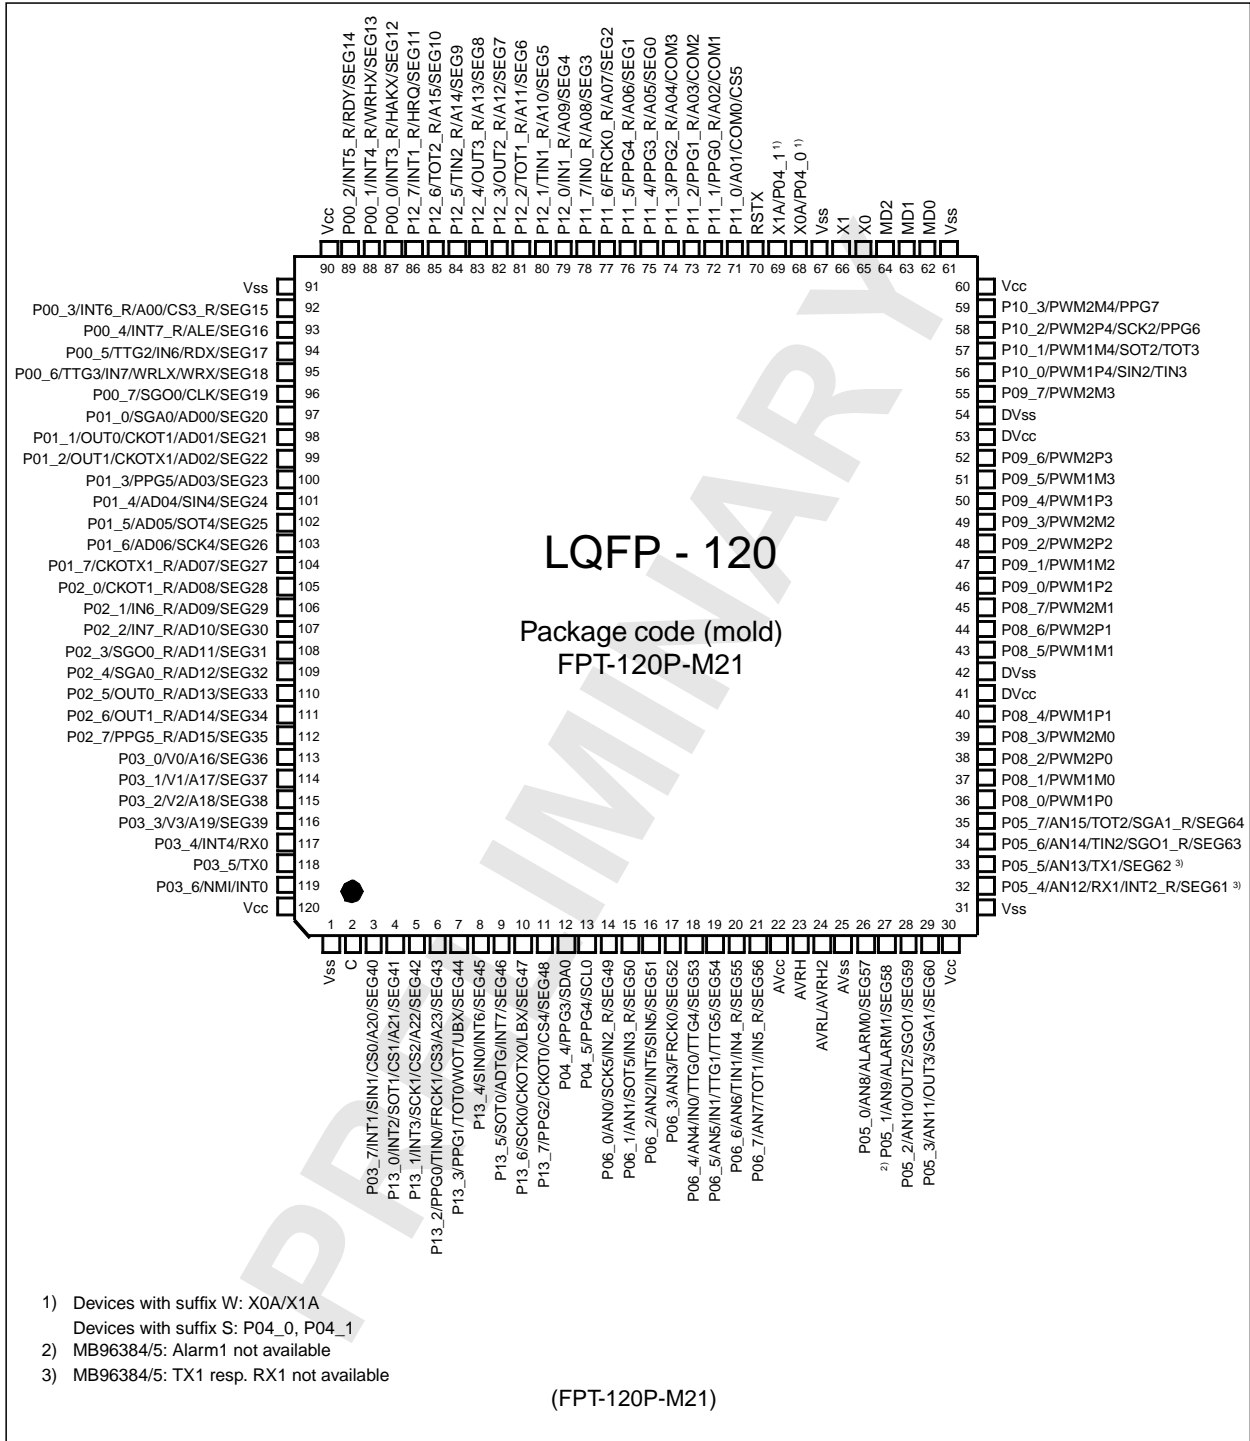 Vcc
P00_2/INT5_R/RDY/SEG14
P00_1/INT4_R/WRHX/SEG13
P00_0/INT3_R/HAKX/SEG12
P12_7/INT1_R/HRQ/SEG11
P12_6/TOT2_R/A15/SEG10
P12_5/TIN2_R/A14/SEG9
P12_4/OUT3_R/A13/SEG8
P12_3/OUT2_R/A12/SEG7
P12_2/TOT1_R/A11/SEG6
P12_1/TIN1_R/A10/SEG5
P12_0/IN1_R/A09/SEG4
P11_7/IN0_R/A08/SEG3
P11_6/FRCK0_R/A07/SEG2
P11_5/PPG4_R/A06/SEG1
P11_4/PPG3_R/A05/SEG0
P11_3/PPG2_R/A04/COM3
P11_2/PPG1_R/A03/COM2
P11_1/PPG0_R/A02/COM1
P11_0/A01/COM0/CS5
RSTX
X1A/P04_1 1)
X0A/P04_0 1)
Vss
X1
X0
MD2
MD1
MD0
Vss
90 89 88 87 86 85 84 83 82 81 80 79 78 77 76 75 74 73 72 71 70 69 68 67 66 65 64 63 62 61
Vss 91
P00_3/INT6_R/A00/CS3_R/SEG15 92
P00_4/INT7_R/ALE/SEG16 93
P00_5/TTG2/IN6/RDX/SEG17 94
P00_6/TTG3/IN7/WRLX/WRX/SEG18 95
P00_7/SGO0/CLK/SEG19 96
P01_0/SGA0/AD00/SEG20 97
P01_1/OUT0/CKOT1/AD01/SEG21 98
P01_2/OUT1/CKOTX1/AD02/SEG22 99
P01_3/PPG5/AD03/SEG23 100
P01_4/AD04/SIN4/SEG24 101
P01_5/AD05/SOT4/SEG25 102
P01_6/AD06/SCK4/SEG26 103
P01_7/CKOTX1_R/AD07/SEG27 104
P02_0/CKOT1_R/AD08/SEG28 105
P02_1/IN6_R/AD09/SEG29 106
P02_2/IN7_R/AD10/SEG30 107
P02_3/SGO0_R/AD11/SEG31 108
P02_4/SGA0_R/AD12/SEG32 109
P02_5/OUT0_R/AD13/SEG33 110
P02_6/OUT1_R/AD14/SEG34 111
P02_7/PPG5_R/AD15/SEG35 112
P03_0/V0/A16/SEG36 113
P03_1/V1/A17/SEG37 114
P03_2/V2/A18/SEG38 115
P03_3/V3/A19/SEG39 116
P03_4/INT4/RX0 117
P03_5/TX0 118
P03_6/NMI/INT0 119
Vcc 120
LQFP - 120
Package code (mold)
FPT-120P-M21
PRELIMINARY
60 Vcc
59 P10_3/PWM2M4/PPG7
58 P10_2/PWM2P4/SCK2/PPG6
57 P10_1/PWM1M4/SOT2/TOT3
56 P10_0/PWM1P4/SIN2/TIN3
55 P09_7/PWM2M3
54 DVss
53 DVcc
52 P09_6/PWM2P3
51 P09_5/PWM1M3
50 P09_4/PWM1P3
49 P09_3/PWM2M2
48 P09_2/PWM2P2
47 P09_1/PWM1M2
46 P09_0/PWM1P2
45 P08_7/PWM2M1
44 P08_6/PWM2P1
43 P08_5/PWM1M1
42 DVss
41 DVcc
40 P08_4/PWM1P1
39 P08_3/PWM2M0
38 P08_2/PWM2P0
37 P08_1/PWM1M0
36 P08_0/PWM1P0
35 P05_7/AN15/TOT2/SGA1_R/SEG64
34 P05_6/AN14/TIN2/SGO1_R/SEG63
33 P05_5/AN13/TX1/SEG62 3)
32 P05_4/AN12/RX1/INT2_R/SEG61 3)
31 Vss
1 2 3 4 5 6 7 8 9 10 11 12 13 14 15 16 17 18 19 20 21 22 23 24 25 26 27 28 29 30
Vss
C
P03_7/INT1/SIN1/CS0/A20/SEG40
P13_0/INT2/SOT1/CS1/A21/SEG41
P13_1/INT3/SCK1/CS2/A22/SEG42
P13_2/PPG0/TIN0/FRCK1/CS3/A23/SEG43
P13_3/PPG1/TOT0/WOT/UBX/SEG44
P13_4/SIN0/INT6/SEG45
P13_5/SOT0/ADTG/INT7/SEG46
P13_6/SCK0/CKOTX0/LBX/SEG47
P13_7/PPG2/CKOT0/CS4/SEG48
P04_4/PPG3/SDA0
P04_5/PPG4/SCL0
P06_0/AN0/SCK5/IN2_R/SEG49
P06_1/AN1/SOT5/IN3_R/SEG50
P06_2/AN2/INT5/SIN5/SEG51
P06_3/AN3/FRCK0/SEG52
P06_4/AN4/IN0/TTG0/TTG4/SEG53
P06_5/AN5/IN1/TTG1/TTG5/SEG54
P06_6/AN6/TIN1/IN4_R/SEG55
P06_7/AN7/TOT1//IN5_R/SEG56
AVcc
AVRH
AVRL/AVRH2
AVss
P05_0/AN8/ALARM0/SEG57
2) P05_1/AN9/ALARM1/SEG58
P05_2/AN10/OUT2/SGO1/SEG59
P05_3/AN11/OUT3/SGA1/SEG60
Vcc
1) Devices with suffix W: X0A/X1A
Devices with suffix S: P04_0, P04_1
2) MB96384/5: Alarm1 not available
3) MB96384/5: TX1 resp. RX1 not available
(FPT-120P-M21)